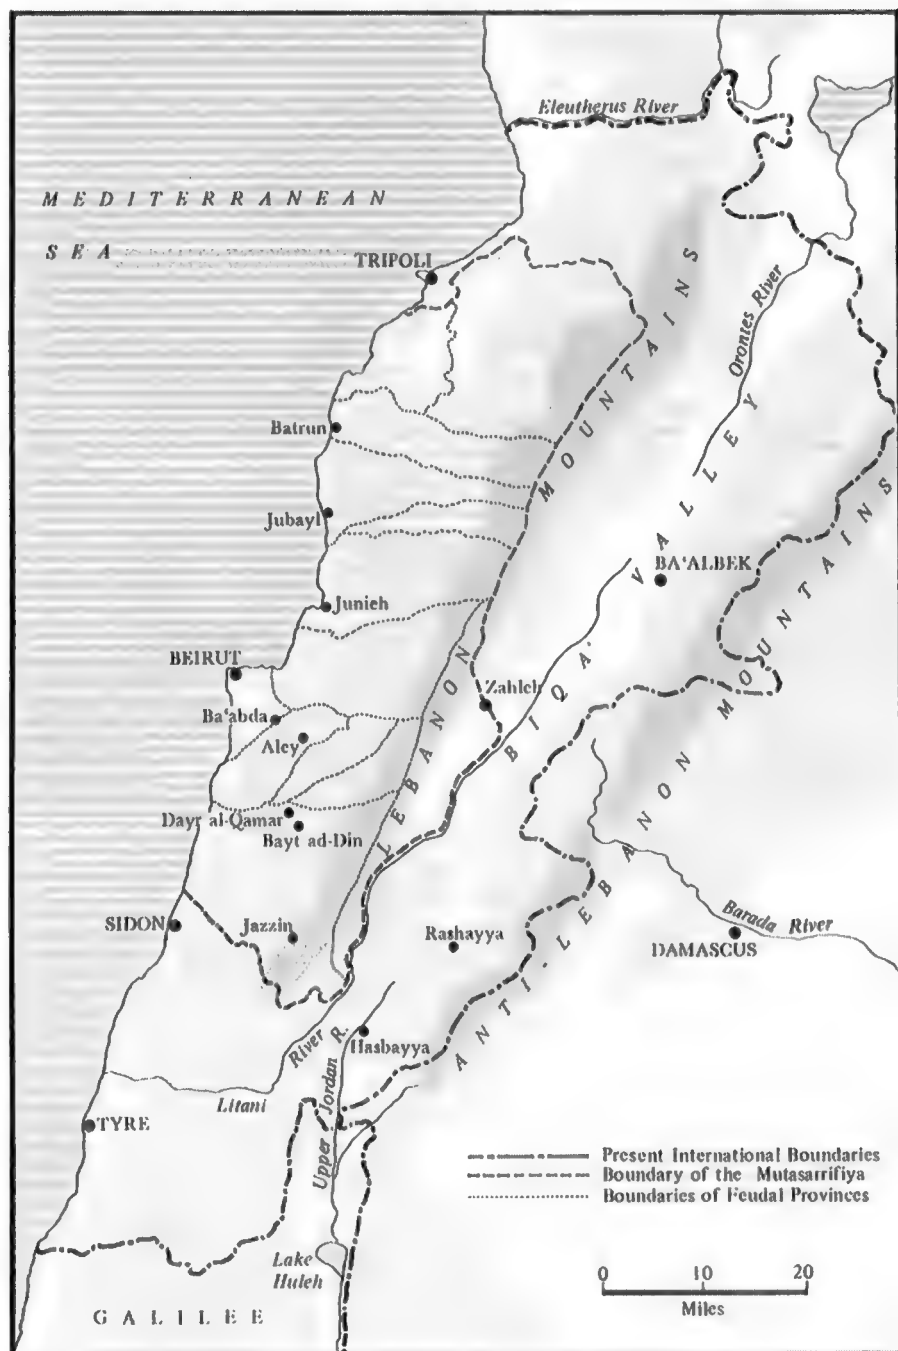 Eleutherus River
MEDITERRANEAN
SEA
TRIPOLI
Orontes River
Batrun
Jubayl
BA'ALBEK
Junieh
BEIRUT
Zahleh
Ba'abda
Aley
LEBANON MOUNTAINS
BIQA' VALLEY
ANTI-LEBANON MOUNTAINS
Dayr al-Qamar
Bayt ad-Din
SIDON
Jazzin
Rashayya
Barada River
DAMASCUS
Hasbayya
Litani River
Upper Jordan R.
TYRE
Present International Boundaries
Boundary of the Mutasarrifiya
Boundaries of Feudal Provinces
Lake
Huleh
0 10 20
Miles
GALILEE